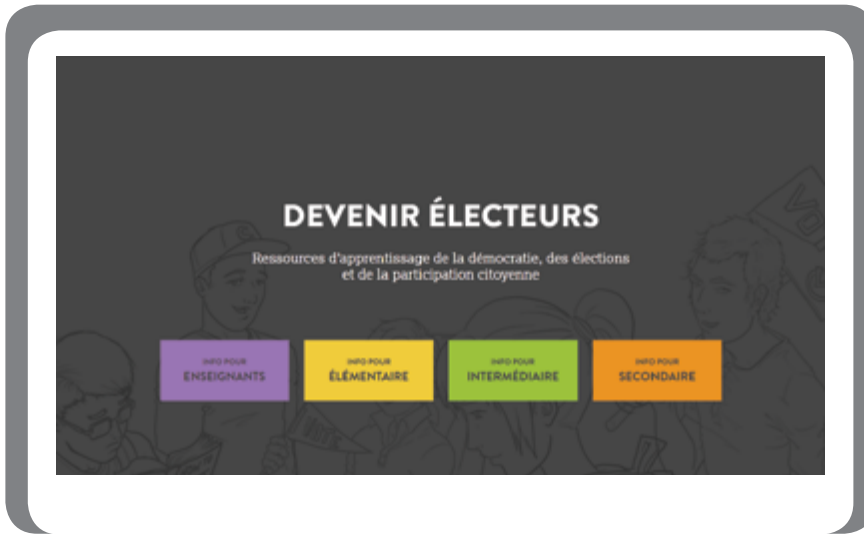 DEVENIR ÉLECTEURS
Ressources d'apprentissage de la démocratie, des élections
et de la participation citoyenne
INFO POUR
ENSEIGNANTS
INFO POUR
ÉLÉMENTAIRE
INFO POUR
INTERMÉDIAIRE
INFO POUR
SECONDAIRE
VOTE